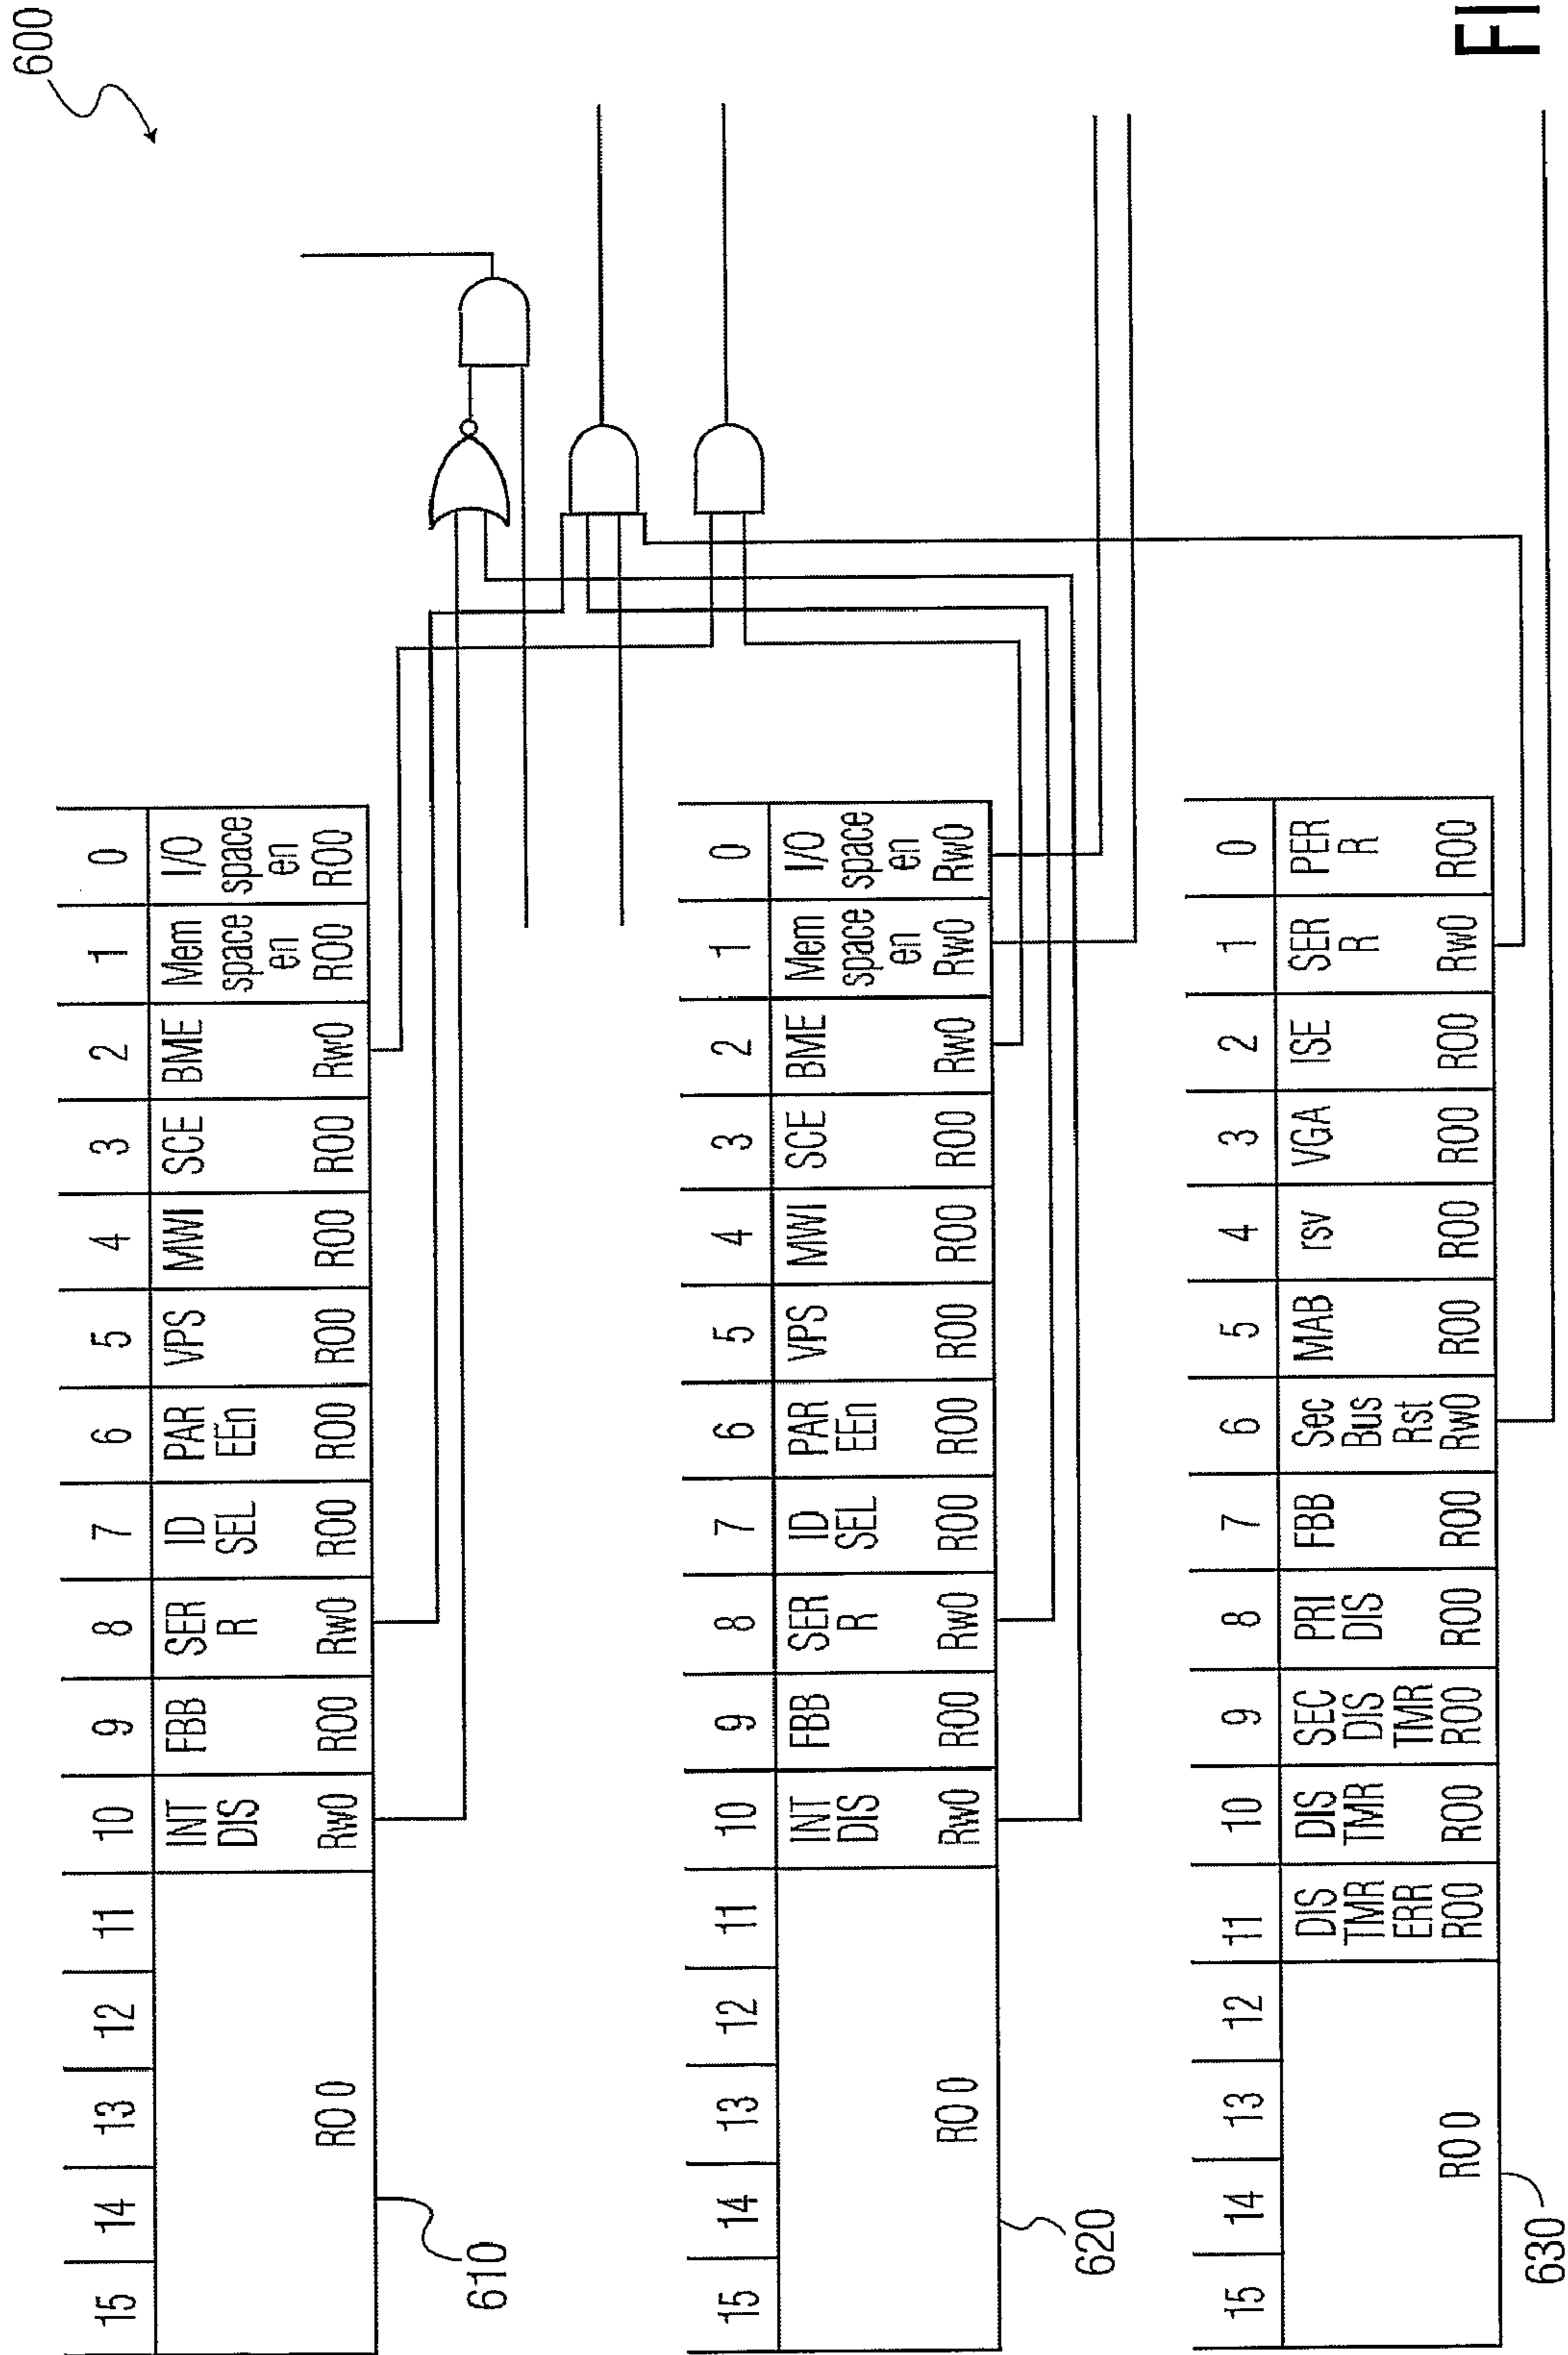 600
15 14 13 12 11 10 9 8 7 6 5 4 3 2 1 0
INT DIS FBB SER R ID SEL PAR EEn VPS MWI SCE BME Mem space en I/O space en
RO 0 Rw0 RO0 Rw0 RO0 RO0 RO0 RO0 RO0 Rw0 RO0 RO0
610
15 14 13 12 11 10 9 8 7 6 5 4 3 2 1 0
INT DIS FBB SER R ID SEL PAR EEn VPS MWI SCE BME Mem space en I/O space en
RO 0 Rw0 RO0 Rw0 RO0 RO0 RO0 RO0 RO0 Rw0 Rw0 Rw0
620
15 14 13 12 11 10 9 8 7 6 5 4 3 2 1 0
DIS TMR ERR DIS TMR SEC DIS TMR PRI DIS FBB Sec Bus Rst MAB rsv VGA ISE SER R PER R
RO 0 RO0 RO0 RO0 RO0 RO0 Rw0 RO0 RO0 RO0 RO0 Rw0 RO0
630